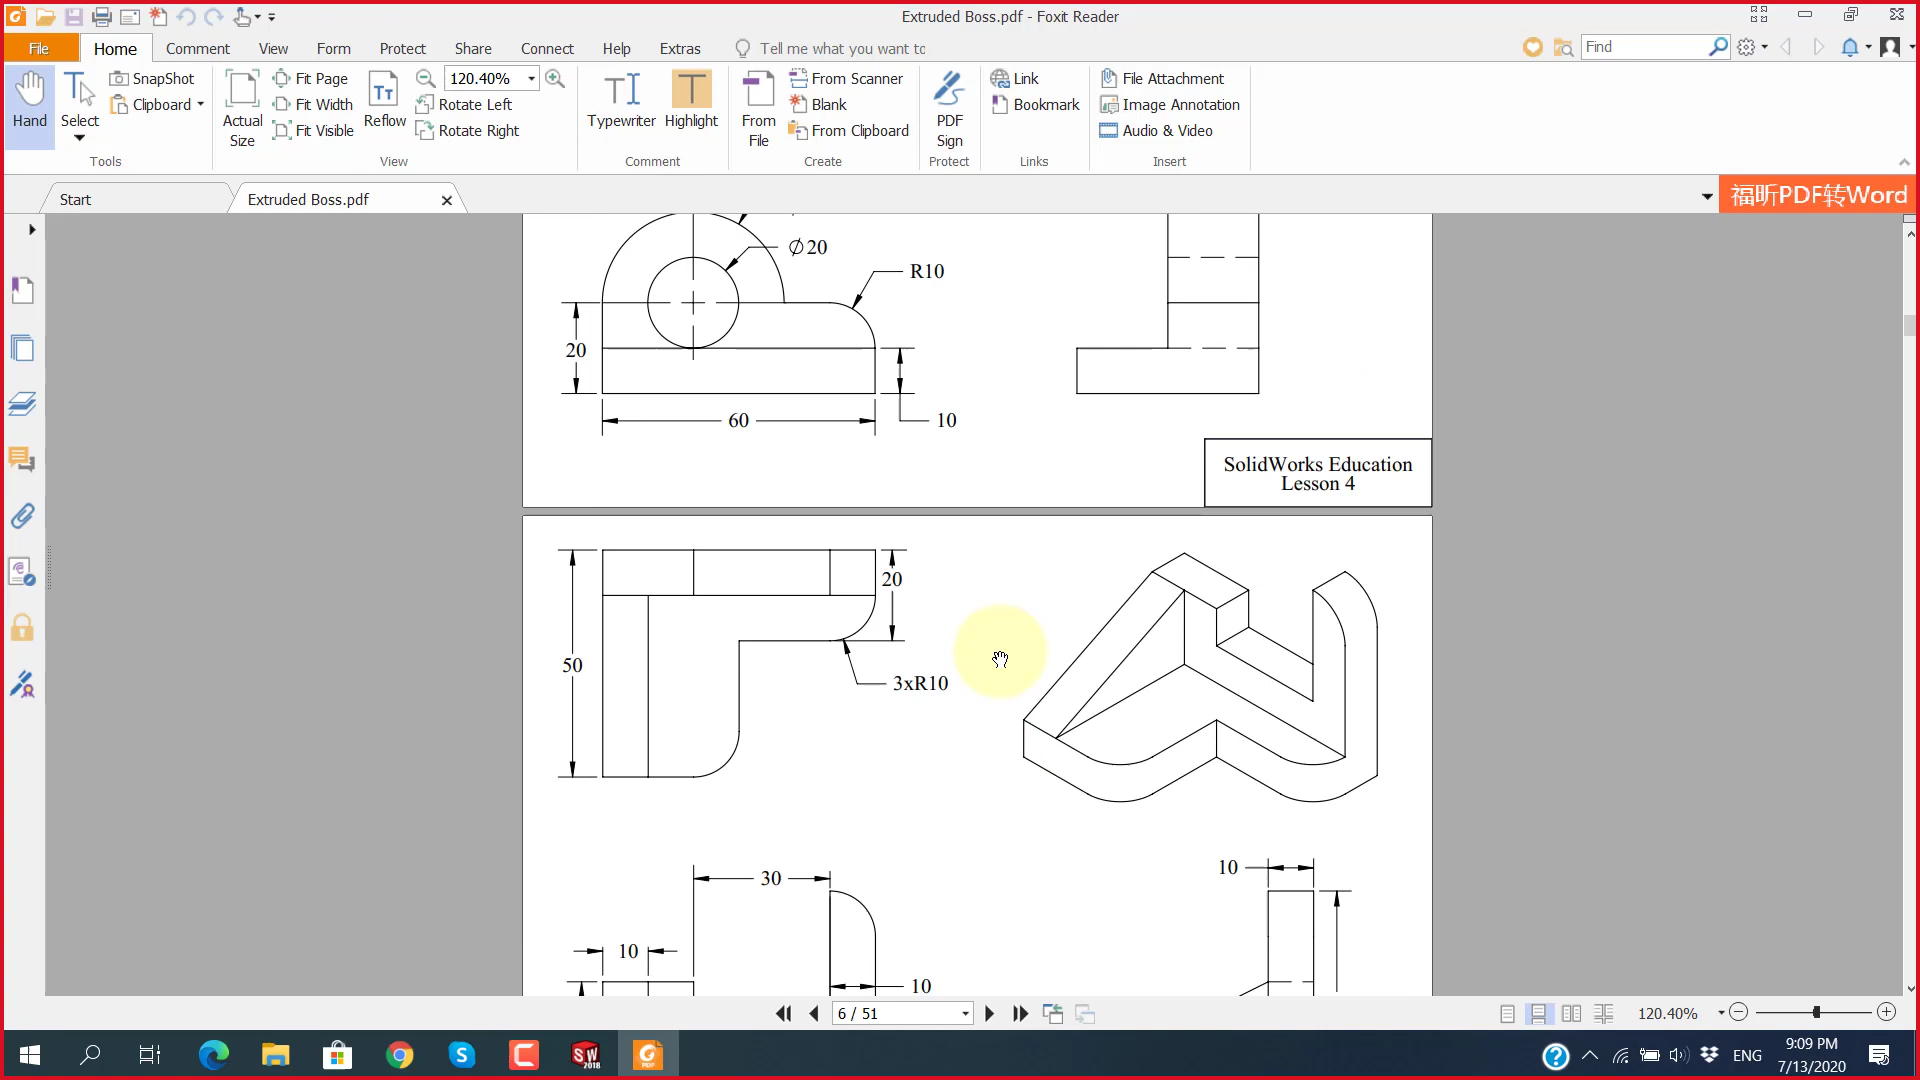 Extruded Boss.pdf - Foxit Reader
File Home Comment View Form Protect Share Connect Help Extras Tell me what you want to Find
Hand
Select
SnapShot
Clipboard
Tools
Actual
Size
Fit Page
Fit Width
Fit Visible
Reflow
120.40%
Rotate Left
Rotate Right
View
Typewriter
Highlight
Comment
From
File
From Scanner
Blank
From Clipboard
Create
PDF
Sign
Protect
Link
Bookmark
Links
File Attachment
Image Annotation
Audio & Video
Insert
Start
Extruded Boss.pdf
福昕PDF转Word
∅20
R10
20
60
10
SolidWorks Education
Lesson 4
20
50
3xR10
30
10
10
10
6 / 51
120.40%
SW
2018
PDF
ENG
9:09 PM
7/13/2020